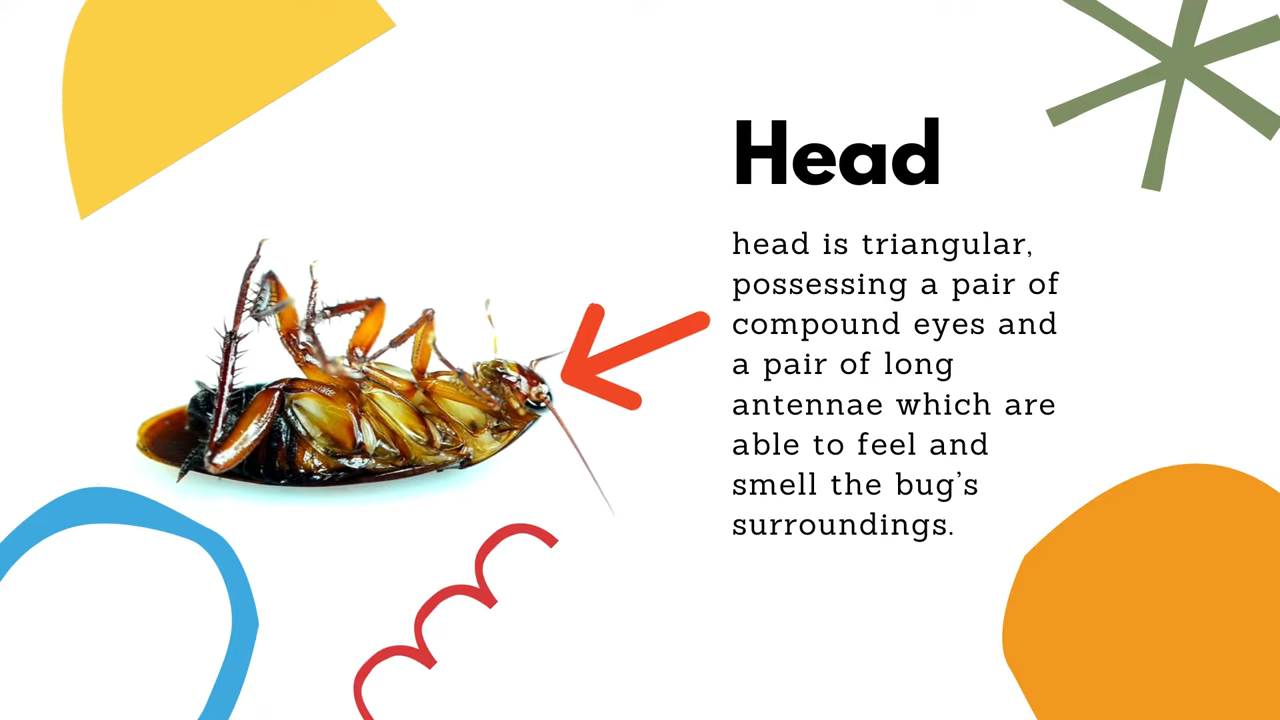 Head
head is triangular,
possessing a pair of
compound eyes and
a pair of long
antennae which are
able to feel and
smell the bug’s
surroundings.